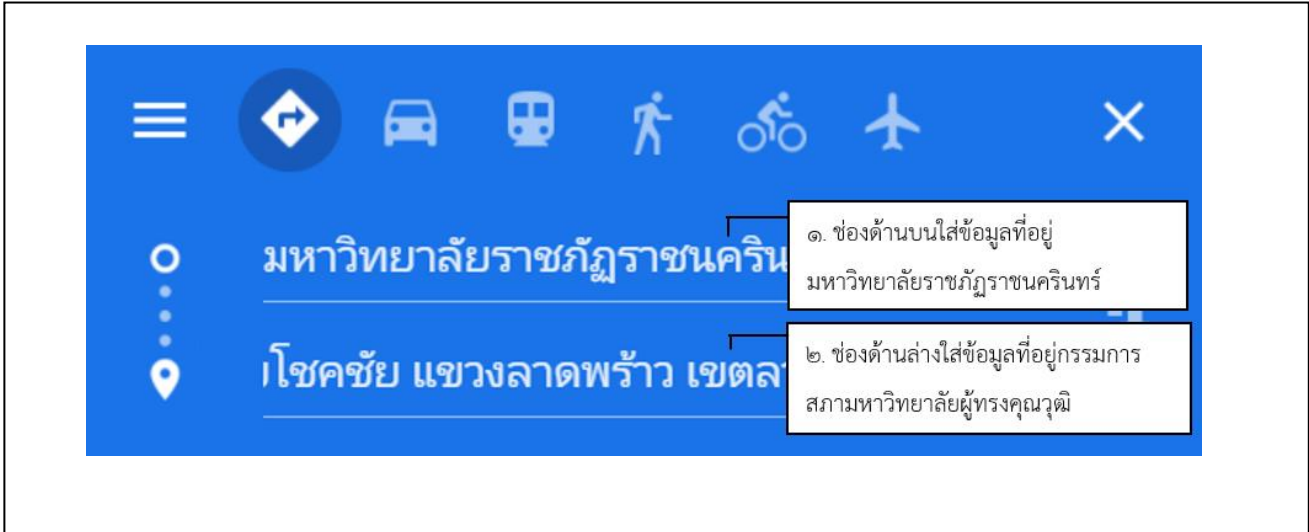 มหาวิทยาลัยราชภัฏราชนคริน
๑. ช่องด้านบนใส่ข้อมูลที่อยู่
มหาวิทยาลัยราชภัฏราชนครินทร์
โชคชัย แขวงลาดพร้าว เขตลา
๒. ช่องด้านล่างใส่ข้อมูลที่อยู่กรรมการ
สภามหาวิทยาลัยผู้ทรงคุณวุฒิ